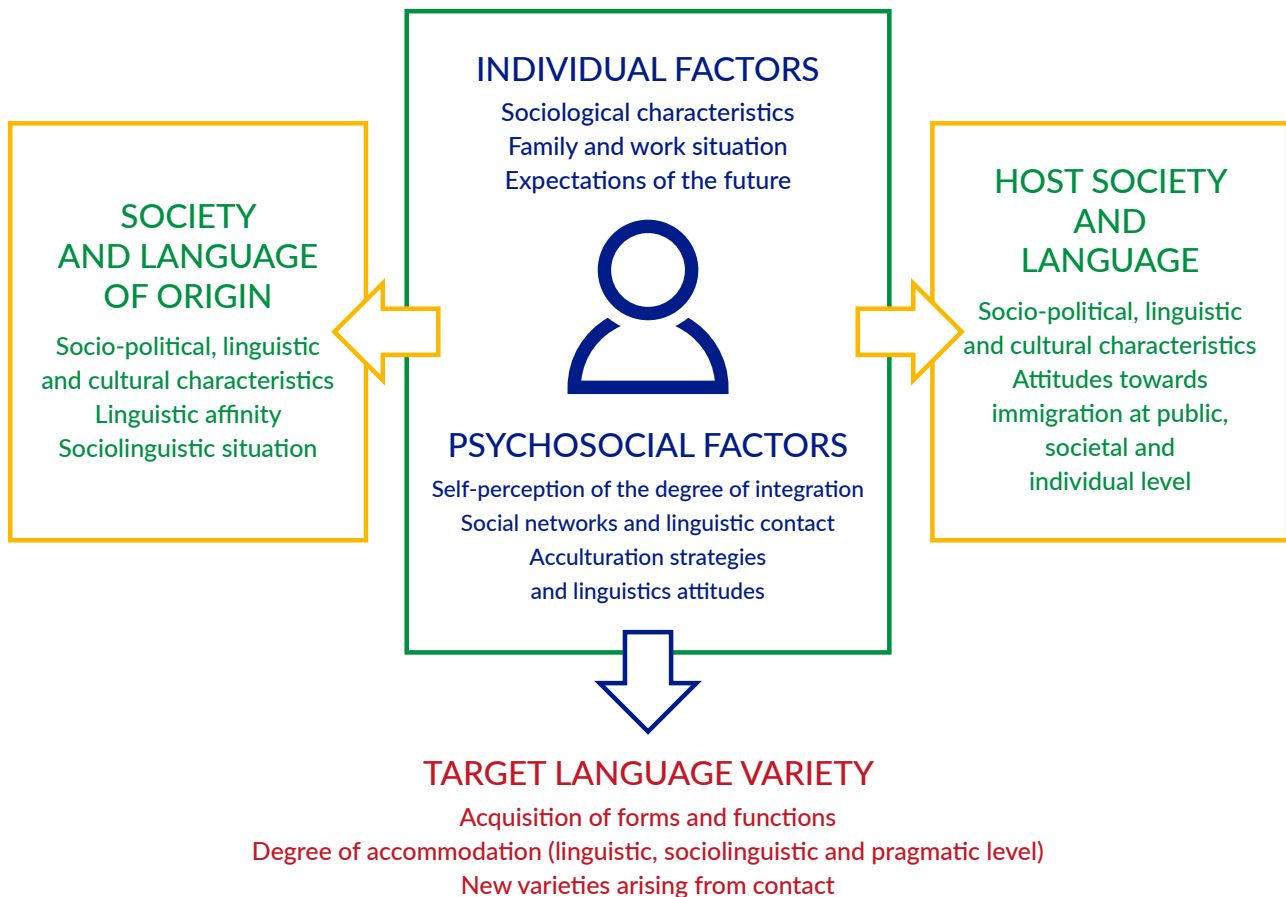 INDIVIDUAL FACTORS
Sociological characteristics
Family and work situation
Expectations of the future
SOCIETY
AND LANGUAGE
OF ORIGIN
Socio-political, linguistic
and cultural characteristics
Linguistic affinity
Sociolinguistic situation
HOST SOCIETY
AND
LANGUAGE
Socio-political, linguistic
and cultural characteristics
Attitudes towards
immigration at public,
societal and
individual level
PSYCHOSOCIAL FACTORS
Self-perception of the degree of integration
Social networks and linguistic contact
Acculturation strategies
and linguistics attitudes
TARGET LANGUAGE VARIETY
Acquisition of forms and functions
Degree of accommodation (linguistic, sociolinguistic and pragmatic level)
New varieties arising from contact